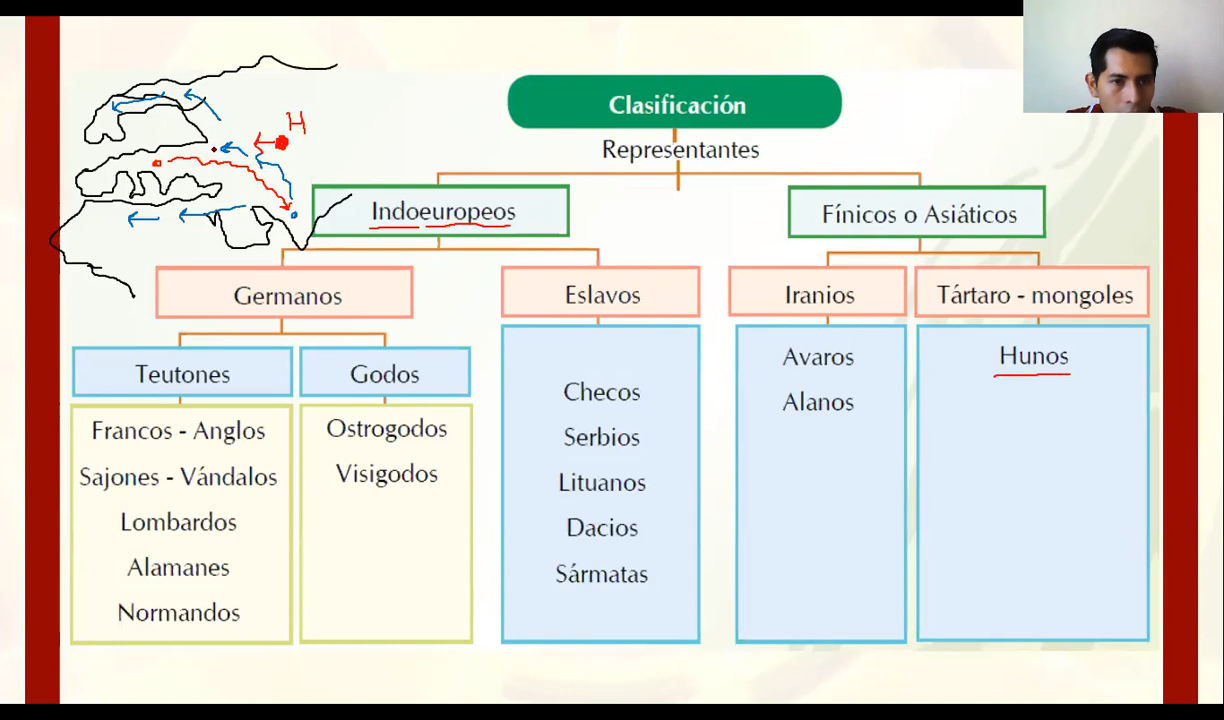 Clasificación
H
Representantes
Indoeuropeos
Fínicos o Asiáticos
Germanos
Eslavos
Iranios
Tártaro - mongoles
Teutones
Godos
Francos - Anglos
Sajones - Vándalos
Lombardos
Alamanes
Normandos
Ostrogodos
Visigodos
Checos
Serbios
Lituanos
Dacios
Sármatas
Avaros
Alanos
Hunos